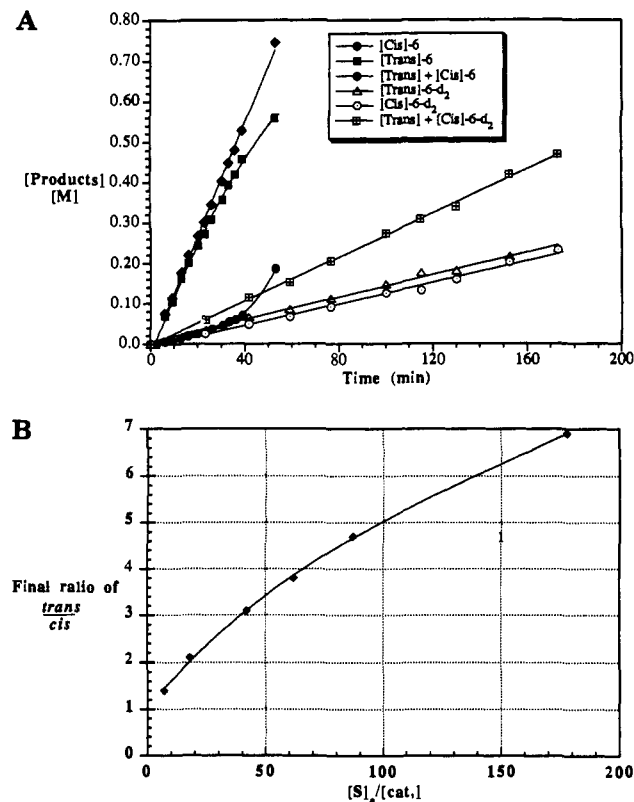 A
0.80
0.70
0.60
0.50
[Products]
[M]
0.40
0.30
0.20
0.10
0.0
]Cis]-6
[Trans]-6
[Trans] + ]Cis]-6
[Trans]-6-d2
]Cis]-6-d2
[Trans] + [Cis]-6-d2
0 40 80 120 160 200
Time (min)
B
7
6
5
4
Final ratio of
trans
cis
3
2
1
0
1
0 50 100 150 200
[S]o/[cat.]